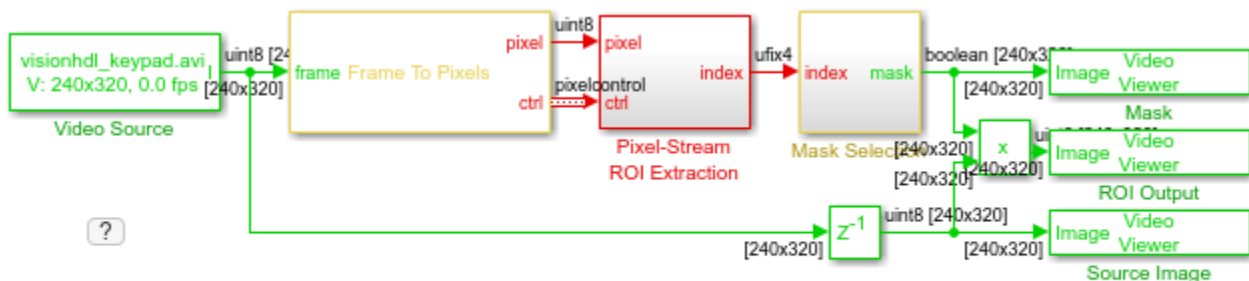 visionhdl_keypad.avi
V: 240x320, 0.0 fps
Video Source
uint8
[240x320]
frame
Frame To Pixels
pixel
ctrl
uint8
pixelcontrol
pixel
ctrl
index
Pixel-Stream
ROI Extraction
ufix4
index
mask
Mask Selection
boolean
[240x320]
Image
Video
Viewer
Mask
[240x320]
[240x320]
x
[240x320]
Image
Video
Viewer
ROI Output
?
[240x320]
Z-1
uint8 [240x320]
[240x320]
Image
Video
Viewer
Source Image